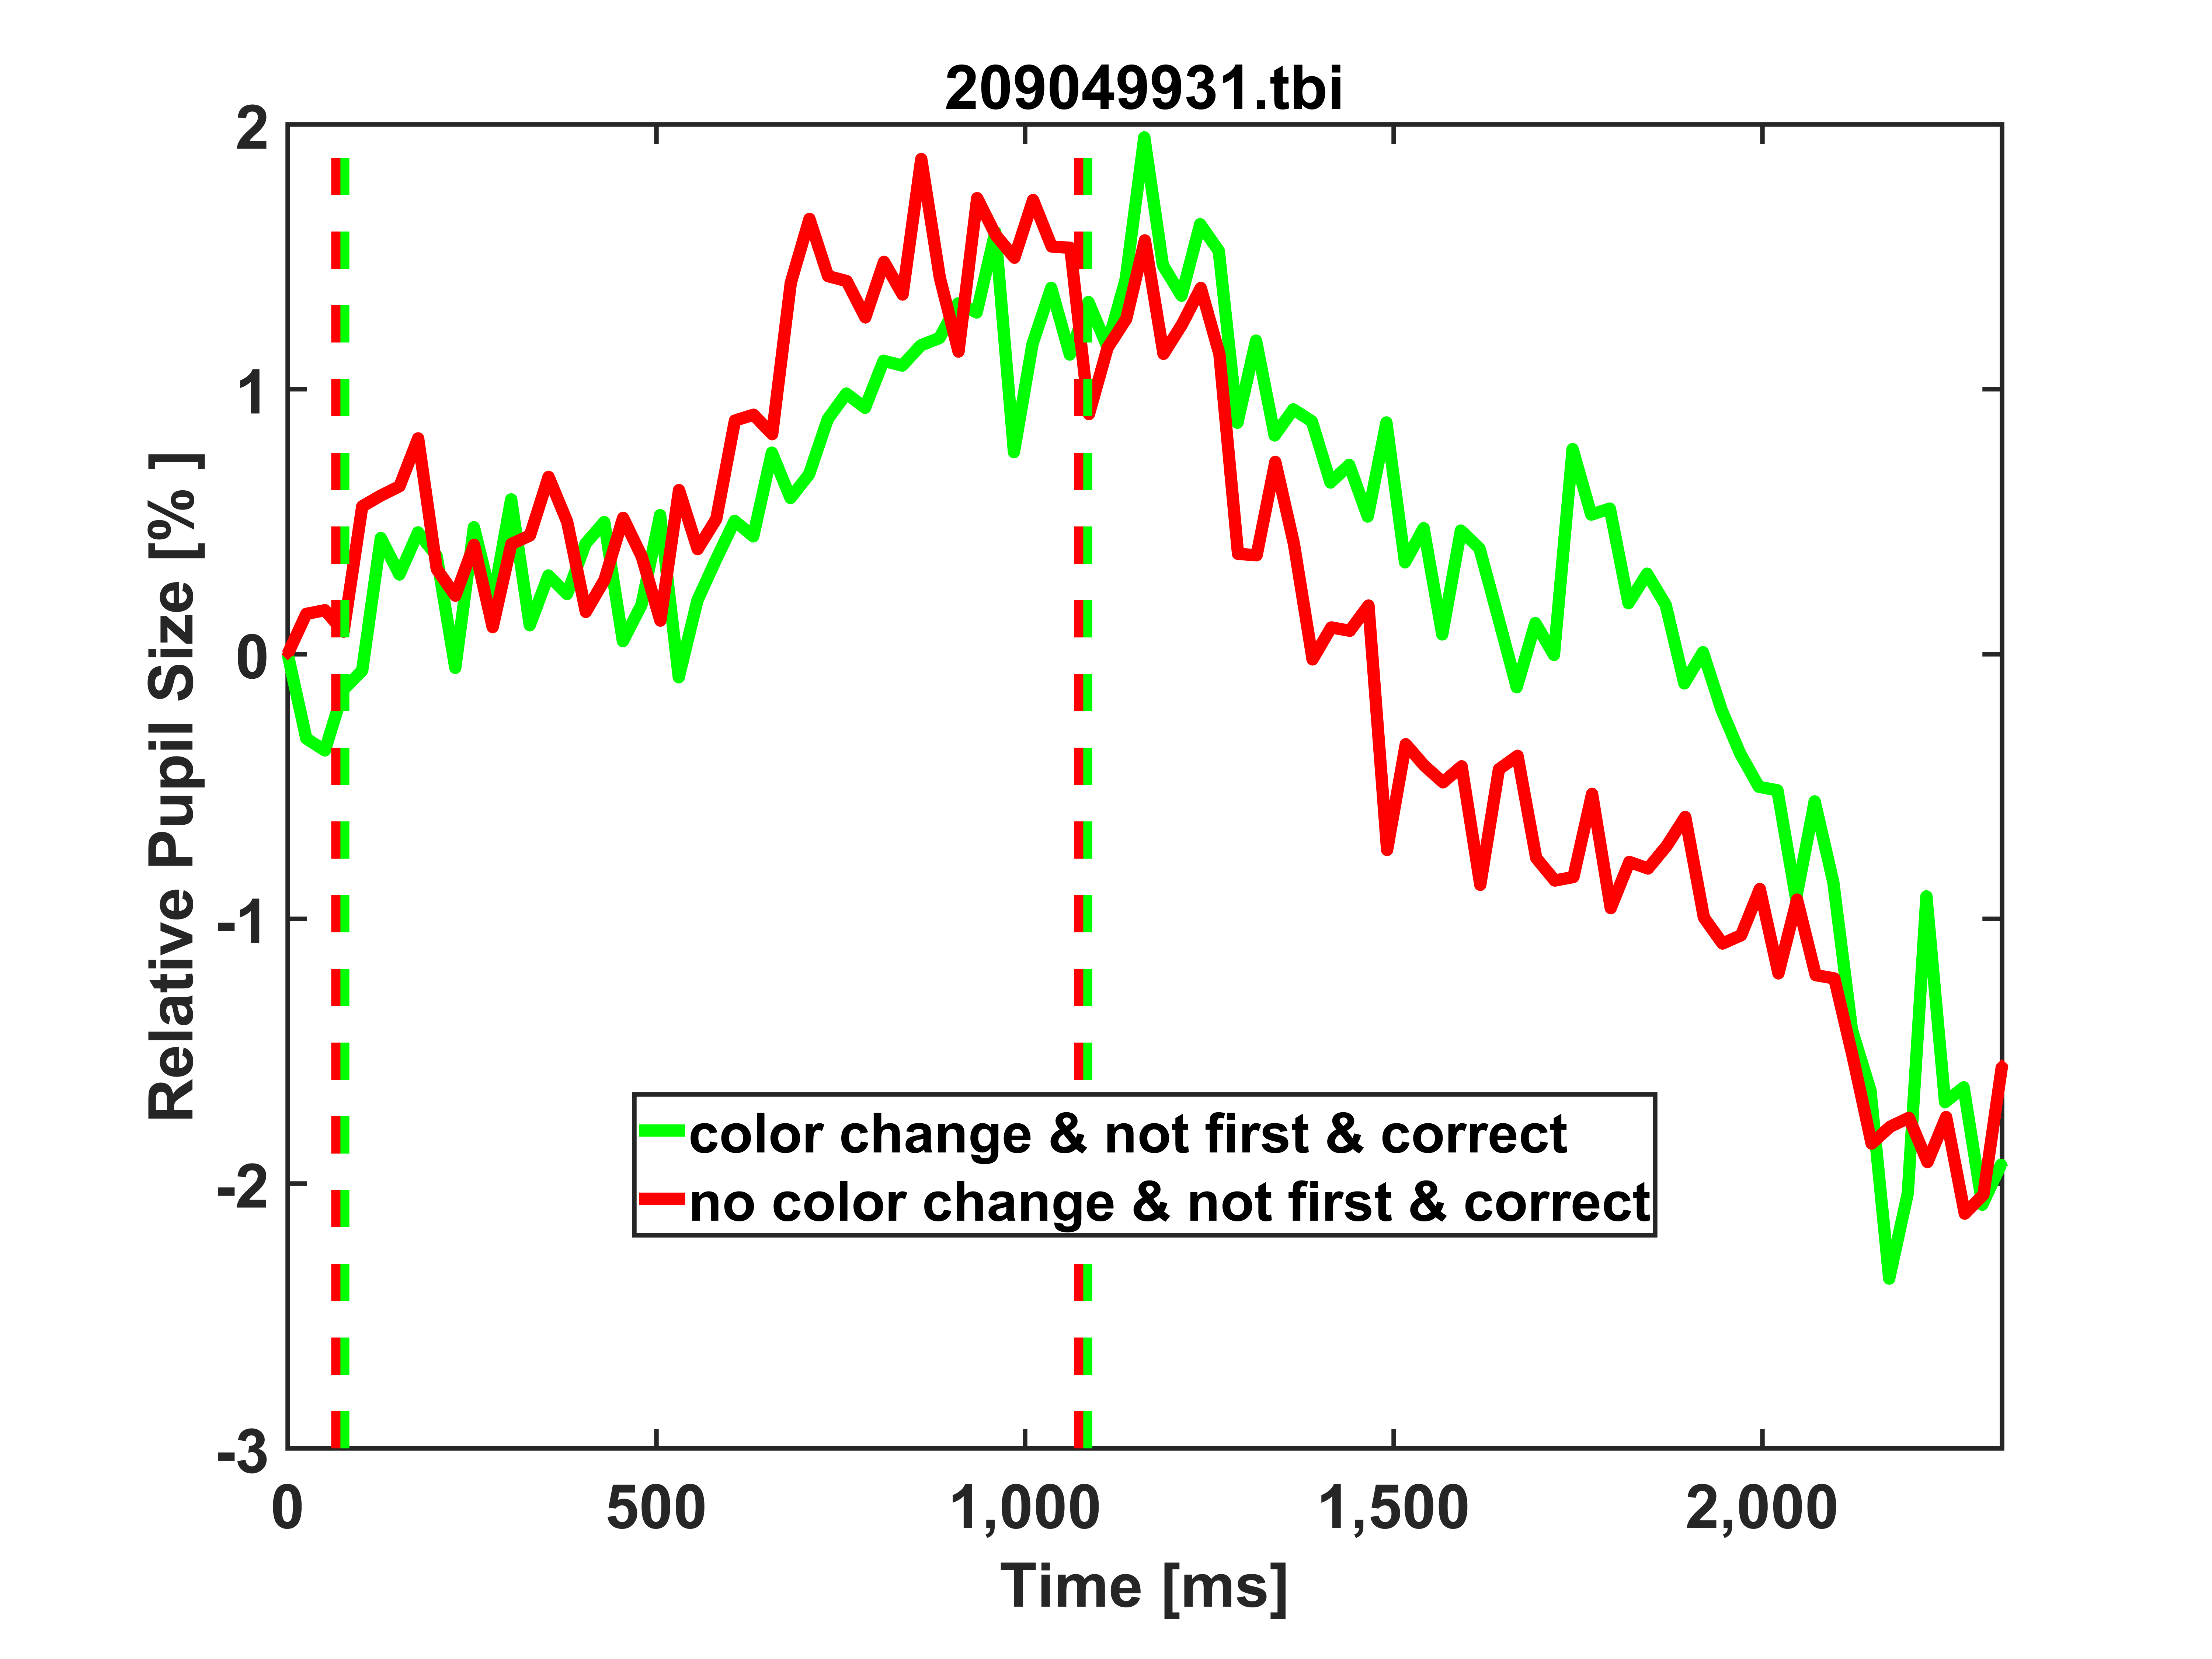 209049931.tbi
2
1
0
-1
-2
-3
Relative Pupil Size [% ]
color change & not first & correct
no color change & not first & correct
0 500 1,000 1,500 2,000
Time [ms]